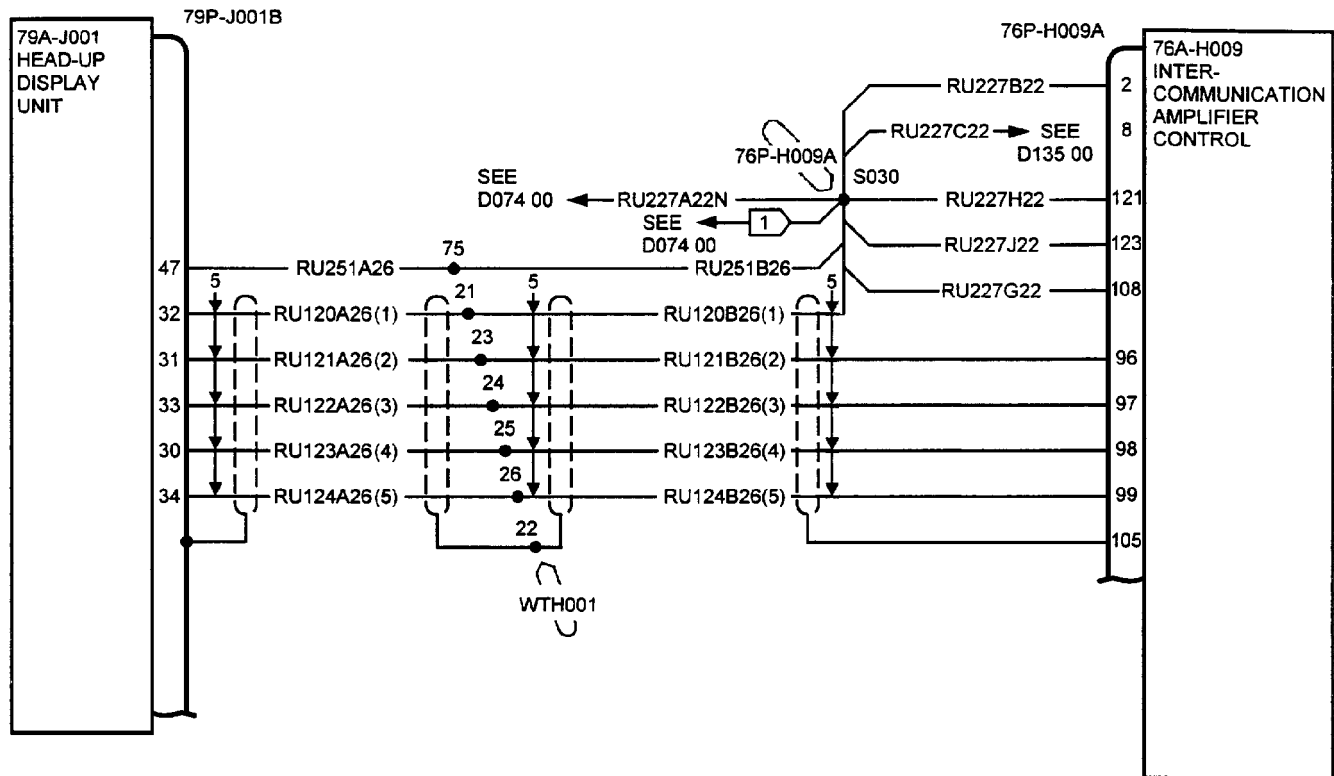 79P-J001B
79A-J001
HEAD-UP
DISPLAY
UNIT
76P-H009A
76A-H009
INTER-
COMMUNICATION
AMPLIFIER
CONTROL
RU227B22
2
RU227C22
SEE
D135 00
8
76P-H009A
S030
SEE
D074 00
RU227A22N
RU227H22
121
SEE
D074 00
1
RU227J22
123
47
RU251A26
75
RU251B26
RU227G22
108
5
5
5
32
RU120A26(1)
21
RU120B26(1)
31
RU121A26(2)
23
RU121B26(2)
96
33
RU122A26(3)
24
RU122B26(3)
97
30
RU123A26(4)
25
RU123B26(4)
98
34
RU124A26(5)
26
RU124B26(5)
99
22
105
WTH001